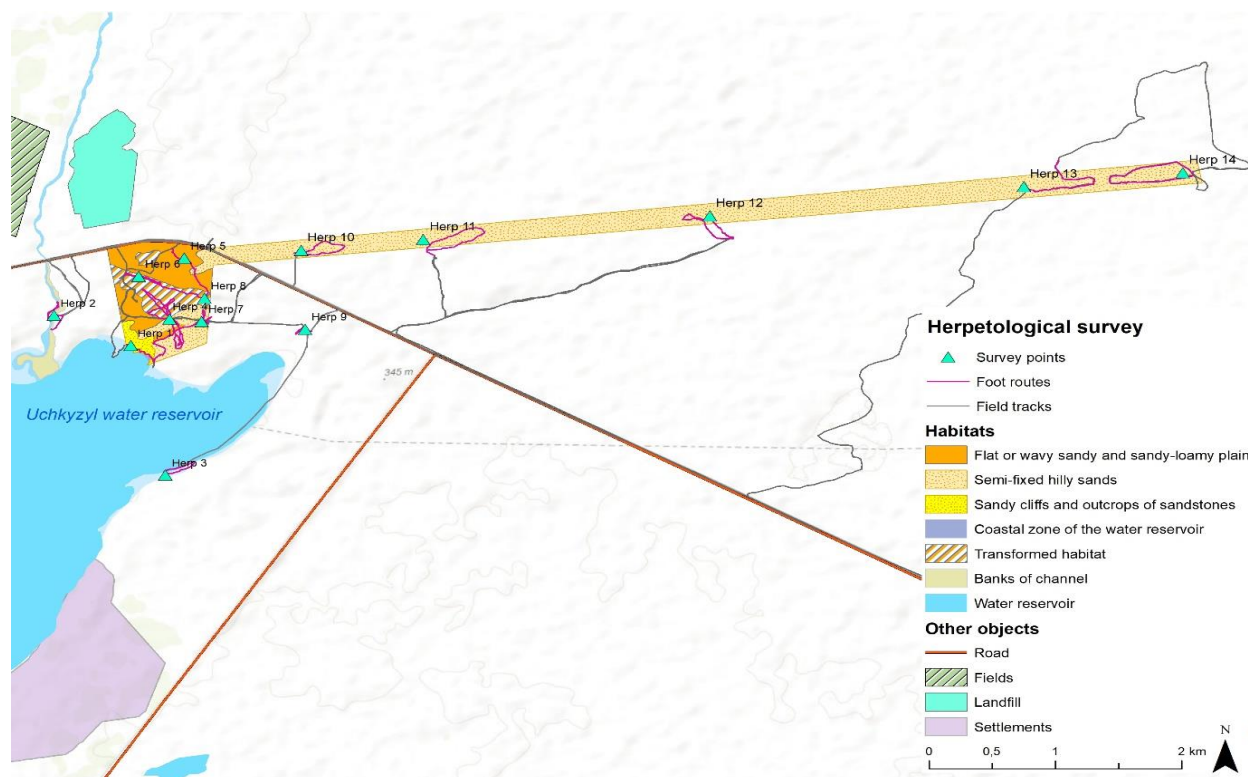 Herp 14
Herp 13
Herp 12
Herp 11
Herp 10
Herp 5
Herp 6
Herp 8
Herp 2
Herp 4
Herp 7
Herp 9
Herp 1
345 m
Uchkyzyl water reservoir
Herp 3
Herpetological survey
Survey points
Foot routes
Field tracks
Habitats
Flat or wavy sandy and sandy-loamy plain
Semi-fixed hilly sands
Sandy cliffs and outcrops of sandstones
Coastal zone of the water reservoir
Transformed habitat
Banks of channel
Water reservoir
Other objects
Road
Fields
Landfill
Settlements
N
0 0,5 1 2 km